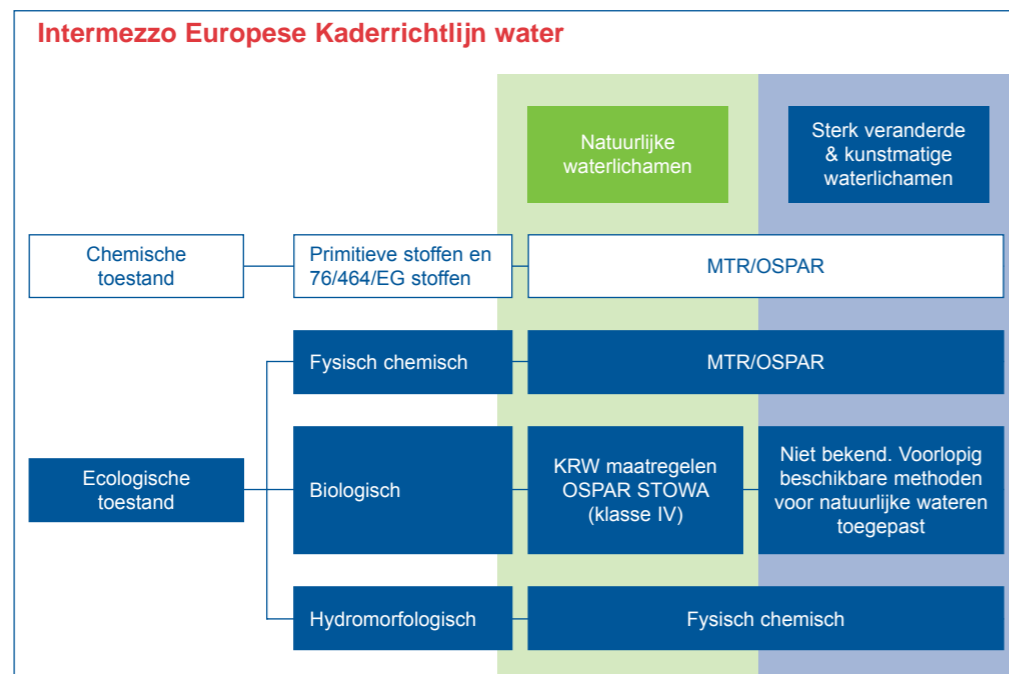 Intermezzo Europese Kaderrichtlijn water
Natuurlijke
waterlichamen
Sterk veranderde
& kunstmatige
waterlichamen
Chemische
toestand
Primitieve stoffen en
76/464/EG stoffen
MTR/OSPAR
Fysisch chemisch
MTR/OSPAR
Ecologische
toestand
Biologisch
KRW maatregelen
OSPAR STOWA
(klasse IV)
Niet bekend. Voorlopig
beschikbare methoden
voor natuurlijke wateren
toegepast
Hydromorfologisch
Fysisch chemisch